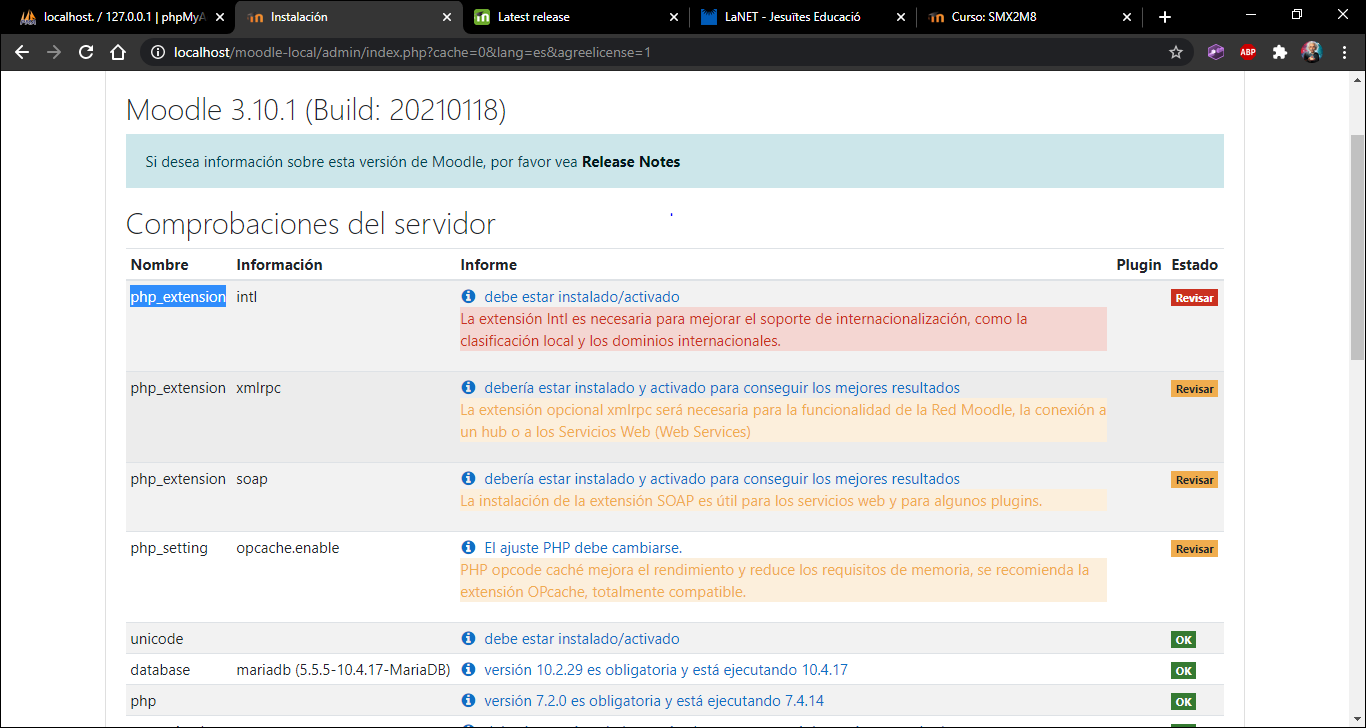 localhost. / 127.0.0.1 | phpMyA
Instalación
Latest release
LaNET - Jesuïtes Educació
Curso: SMX2M8
localhost/moodle-local/admin/index.php?cache=0&lang=es&agreelicense=1
ABP
Moodle 3.10.1 (Build: 20210118)
Si desea información sobre esta versión de Moodle, por favor vea Release Notes
Comprobaciones del servidor
Nombre Información Informe Plugin Estado
php_extension intl debe estar instalado/activado Revisar
La extensión Intl es necesaria para mejorar el soporte de internacionalización, como la
clasificación local y los dominios internacionales.
php_extension xmlrpc debería estar instalado y activado para conseguir los mejores resultados Revisar
La extensión opcional xmlrpc será necesaria para la funcionalidad de la Red Moodle, la conexión a
un hub o a los Servicios Web (Web Services)
php_extension soap debería estar instalado y activado para conseguir los mejores resultados Revisar
La instalación de la extensión SOAP es útil para los servicios web y para algunos plugins.
php_setting opcache.enable El ajuste PHP debe cambiarse. Revisar
PHP opcode caché mejora el rendimiento y reduce los requisitos de memoria, se recomienda la
extensión OPcache, totalmente compatible.
unicode debe estar instalado/activado OK
database mariadb (5.5.5-10.4.17-MariaDB) versión 10.2.29 es obligatoria y está ejecutando 10.4.17 OK
php versión 7.2.0 es obligatoria y está ejecutando 7.4.14 OK